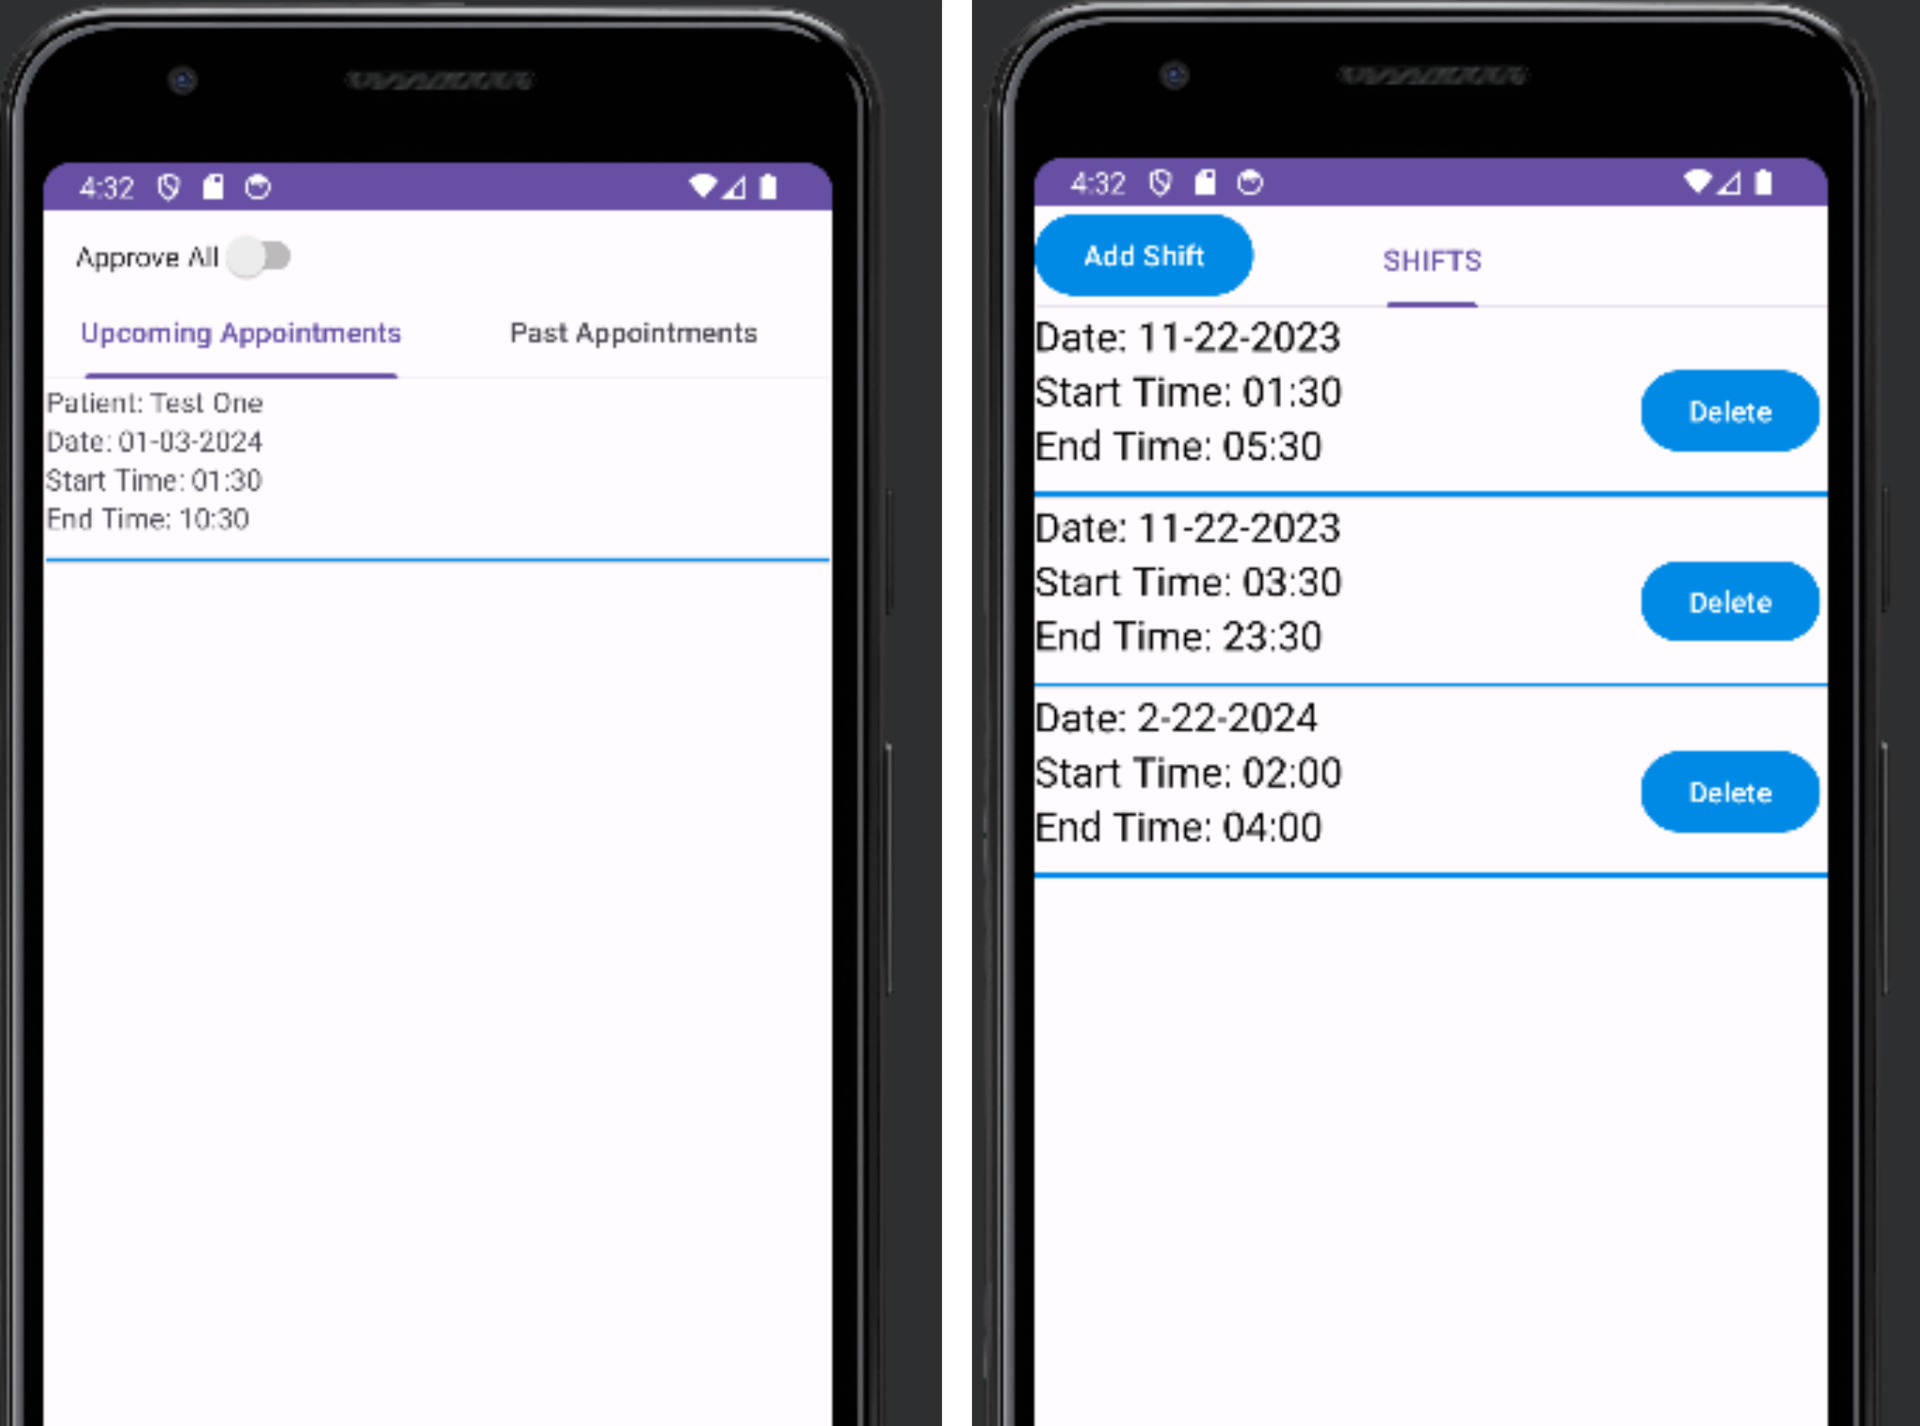 4:32
Approve All
Upcoming Appointments
Past Appointments
Patient: Test One
Date: 01-03-2024
Start Time: 01:30
End Time: 10:30
4:32
Add Shift
SHIFTS
Date: 11-22-2023
Start Time: 01:30
End Time: 05:30
Delete
Date: 11-22-2023
Start Time: 03:30
End Time: 23:30
Delete
Date: 2-22-2024
Start Time: 02:00
End Time: 04:00
Delete